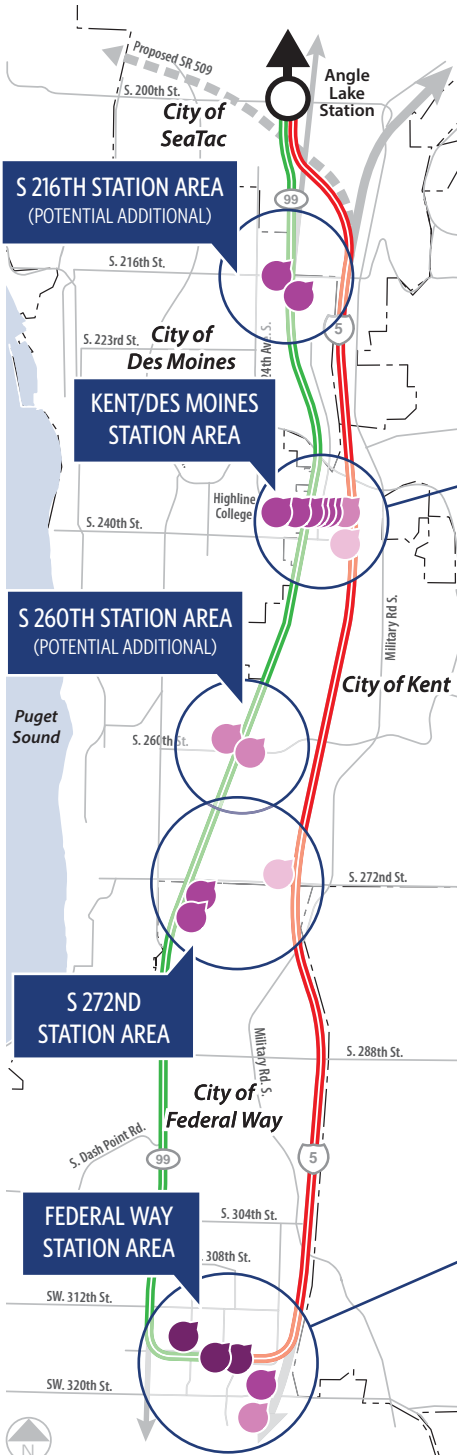 Proposed SR 509
S. 200th St.
Angle
Lake
Station
City of
SeaTac
S 216TH STATION AREA
(POTENTIAL ADDITIONAL)
99
S. 216th St.
5
S. 223rd St.
City of
Des Moines
24th Ave. S.
KENT/DES MOINES
STATION AREA
Highline
College
S. 240th St.
Military Rd S.
S 260TH STATION AREA
(POTENTIAL ADDITIONAL)
City of Kent
Puget
Sound
S. 260th St.
S. 272nd St.
S 272ND
STATION AREA
Military Rd. S.
S. 288th St.
City of
Federal Way
S. Dash Point Rd.
99
5
FEDERAL WAY
STATION AREA
S. 304th St.
308th St.
SW. 312th St.
SW. 320th St.
N